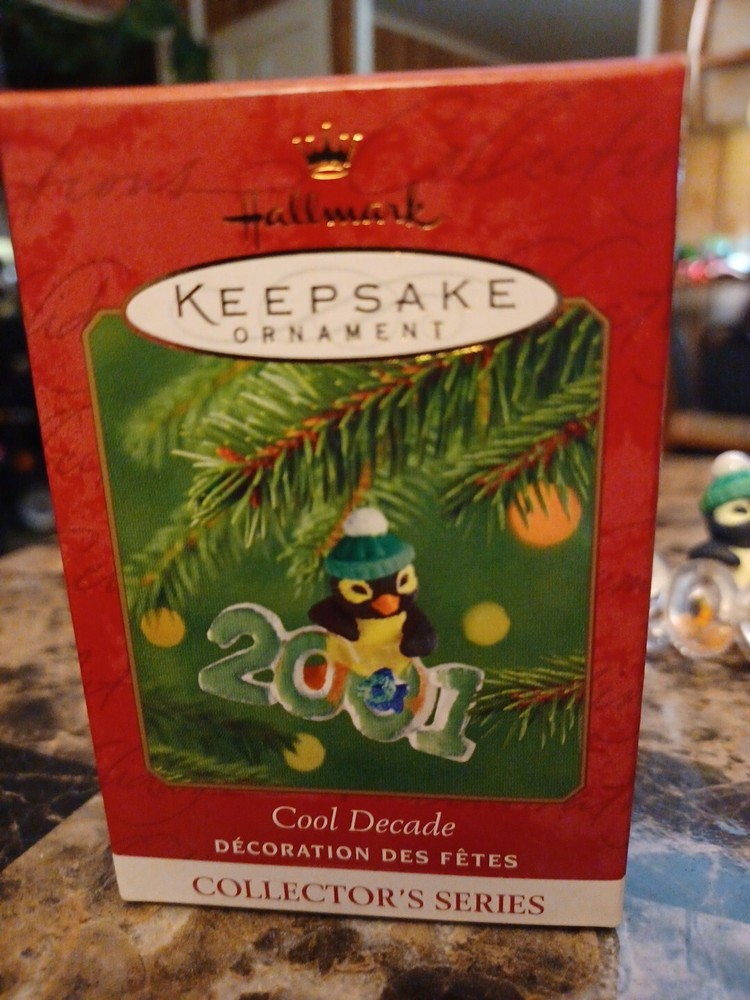 Hallmark
KEEPSAKE
ORNAMENT
2001
Cool Decade
DÉCORATION DES FÊTES
COLLECTOR'S SERIES